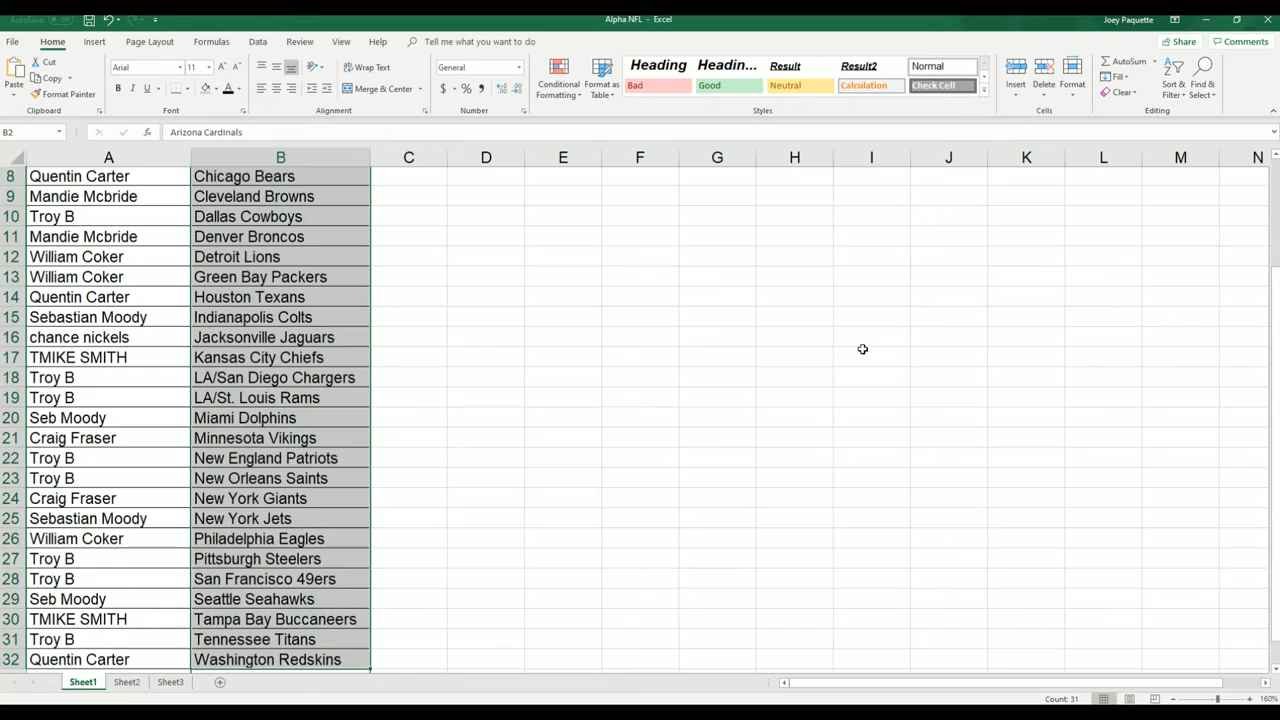 AutoSave
Alpha NFL - Excel
Joey Paquette
File Home Insert Page Layout Formulas Data Review View Help Tell me what you want to do Share Comments
Paste
Cut
Copy
Format Painter
Clipboard
Arial 11
Font
Wrap Text
Merge & Center
Alignment
General
Number
Conditional Formatting
Format as Table
Heading Headin... Result Result2 Normal
Bad Good Neutral Calculation Check Cell
Styles
Insert Delete Format
Cells
AutoSum
Fill
Clear
Sort & Filter
Find & Select
Editing
B2 fx Arizona Cardinals
A B C D E F G H I J K L M N
8 Quentin Carter Chicago Bears
9 Mandie Mcbride Cleveland Browns
10 Troy B Dallas Cowboys
11 Mandie Mcbride Denver Broncos
12 William Coker Detroit Lions
13 William Coker Green Bay Packers
14 Quentin Carter Houston Texans
15 Sebastian Moody Indianapolis Colts
16 chance nickels Jacksonville Jaguars
17 TMIKE SMITH Kansas City Chiefs
18 Troy B LA/San Diego Chargers
19 Troy B LA/St. Louis Rams
20 Seb Moody Miami Dolphins
21 Craig Fraser Minnesota Vikings
22 Troy B New England Patriots
23 Troy B New Orleans Saints
24 Craig Fraser New York Giants
25 Sebastian Moody New York Jets
26 William Coker Philadelphia Eagles
27 Troy B Pittsburgh Steelers
28 Troy B San Francisco 49ers
29 Seb Moody Seattle Seahawks
30 TMIKE SMITH Tampa Bay Buccaneers
31 Troy B Tennessee Titans
32 Quentin Carter Washington Redskins
Sheet1 Sheet2 Sheet3
Count: 31 160%